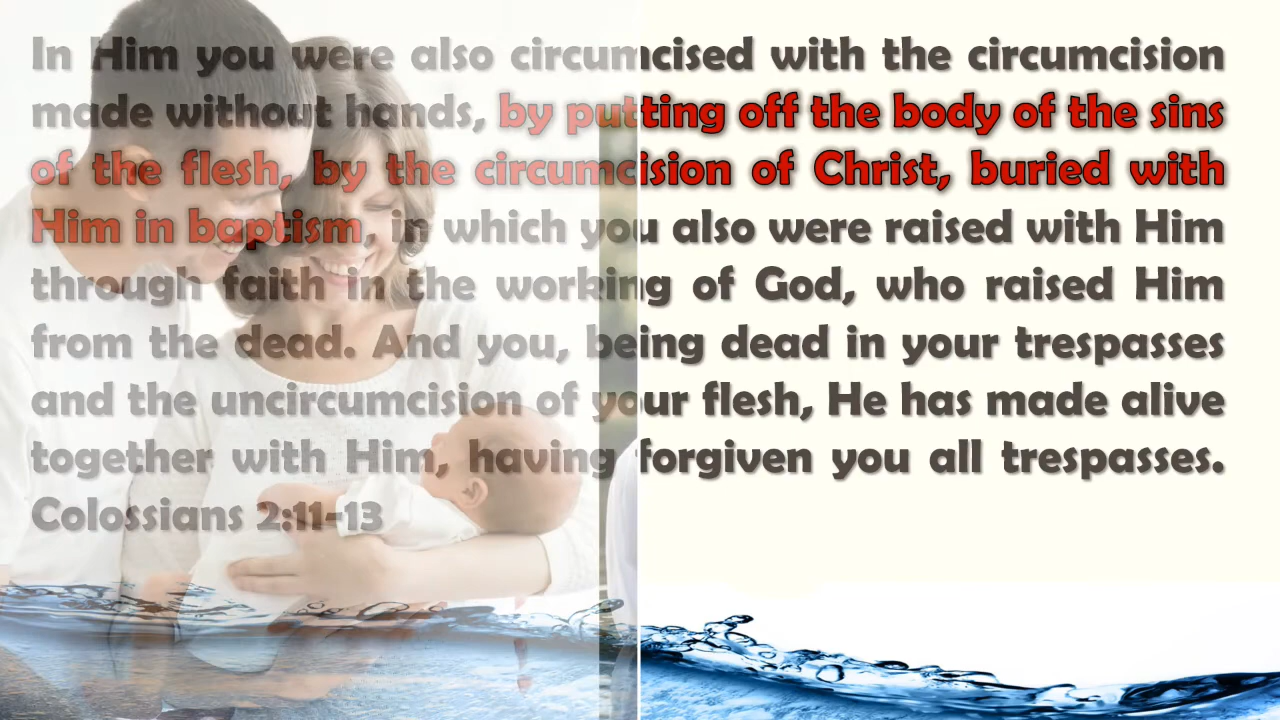 In Him you were also circumcised with the circumcision
made without hands, by putting off the body of the sins
of the flesh, by the circumcision of Christ, buried with
Him in baptism, in which you also were raised with Him
through faith in the working of God, who raised Him
from the dead. And you, being dead in your trespasses
and the uncircumcision of your flesh, He has made alive
together with Him, having forgiven you all trespasses.
Colossians 2:11-13